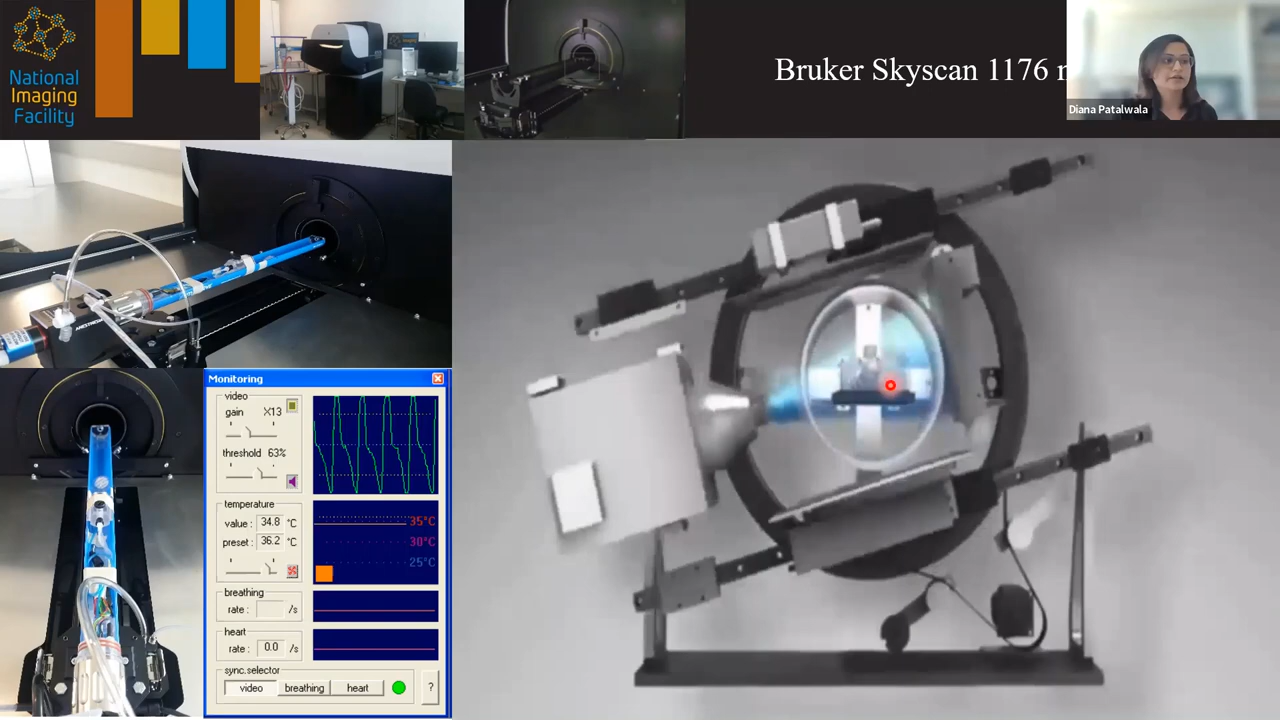 National
Imaging
Facility
Bruker Skyscan 1176
Diana Patalwala
Monitoring
video
gain X13
threshold 63%
temperature
value : 34.8 °C
preset : 36.2 °C
35°C
30°C
25°C
breathing
rate : /s
heart
rate : 0.0 /s
sync.selector
video breathing heart ?